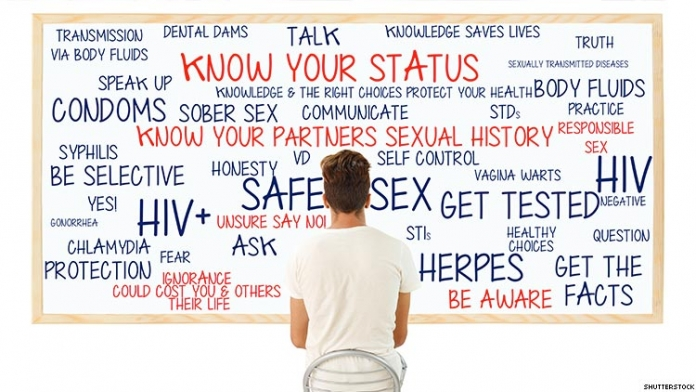 TRANSMISSION
VIA BODY FLUIDS
DENTAL DAMS
TALK
KNOWLEDGE SAVES LIVES
TRUTH
KNOW YOUR STATUS
SEXUALLY TRANSMITTED DISEASES
SPEAK UP
KNOWLEDGE & THE RIGHT CHOICES PROTECT YOUR HEALTH
BODY FLUIDS
CONDOMS
SOBER SEX
COMMUNICATE
STDs
PRACTICE
RESPONSIBLE
SEX
KNOW YOUR PARTNERS SEXUAL HISTORY
SYPHILIS
HONESTY
VD
SELF CONTROL
BE SELECTIVE
VAGINA WARTS
HIV
NEGATIVE
YES!
SAFE SEX
GET TESTED
GONORRHEA
HIV+
UNSURE SAY NO!
STIs
HEALTHY
CHOICES
QUESTION
CHLAMYDIA
FEAR
ASK
PROTECTION
HERPES
GET THE
FACTS
IGNORANCE
COULD COST YOU & OTHERS
THEIR LIFE
BE AWARE
SHUTTERSTOCK